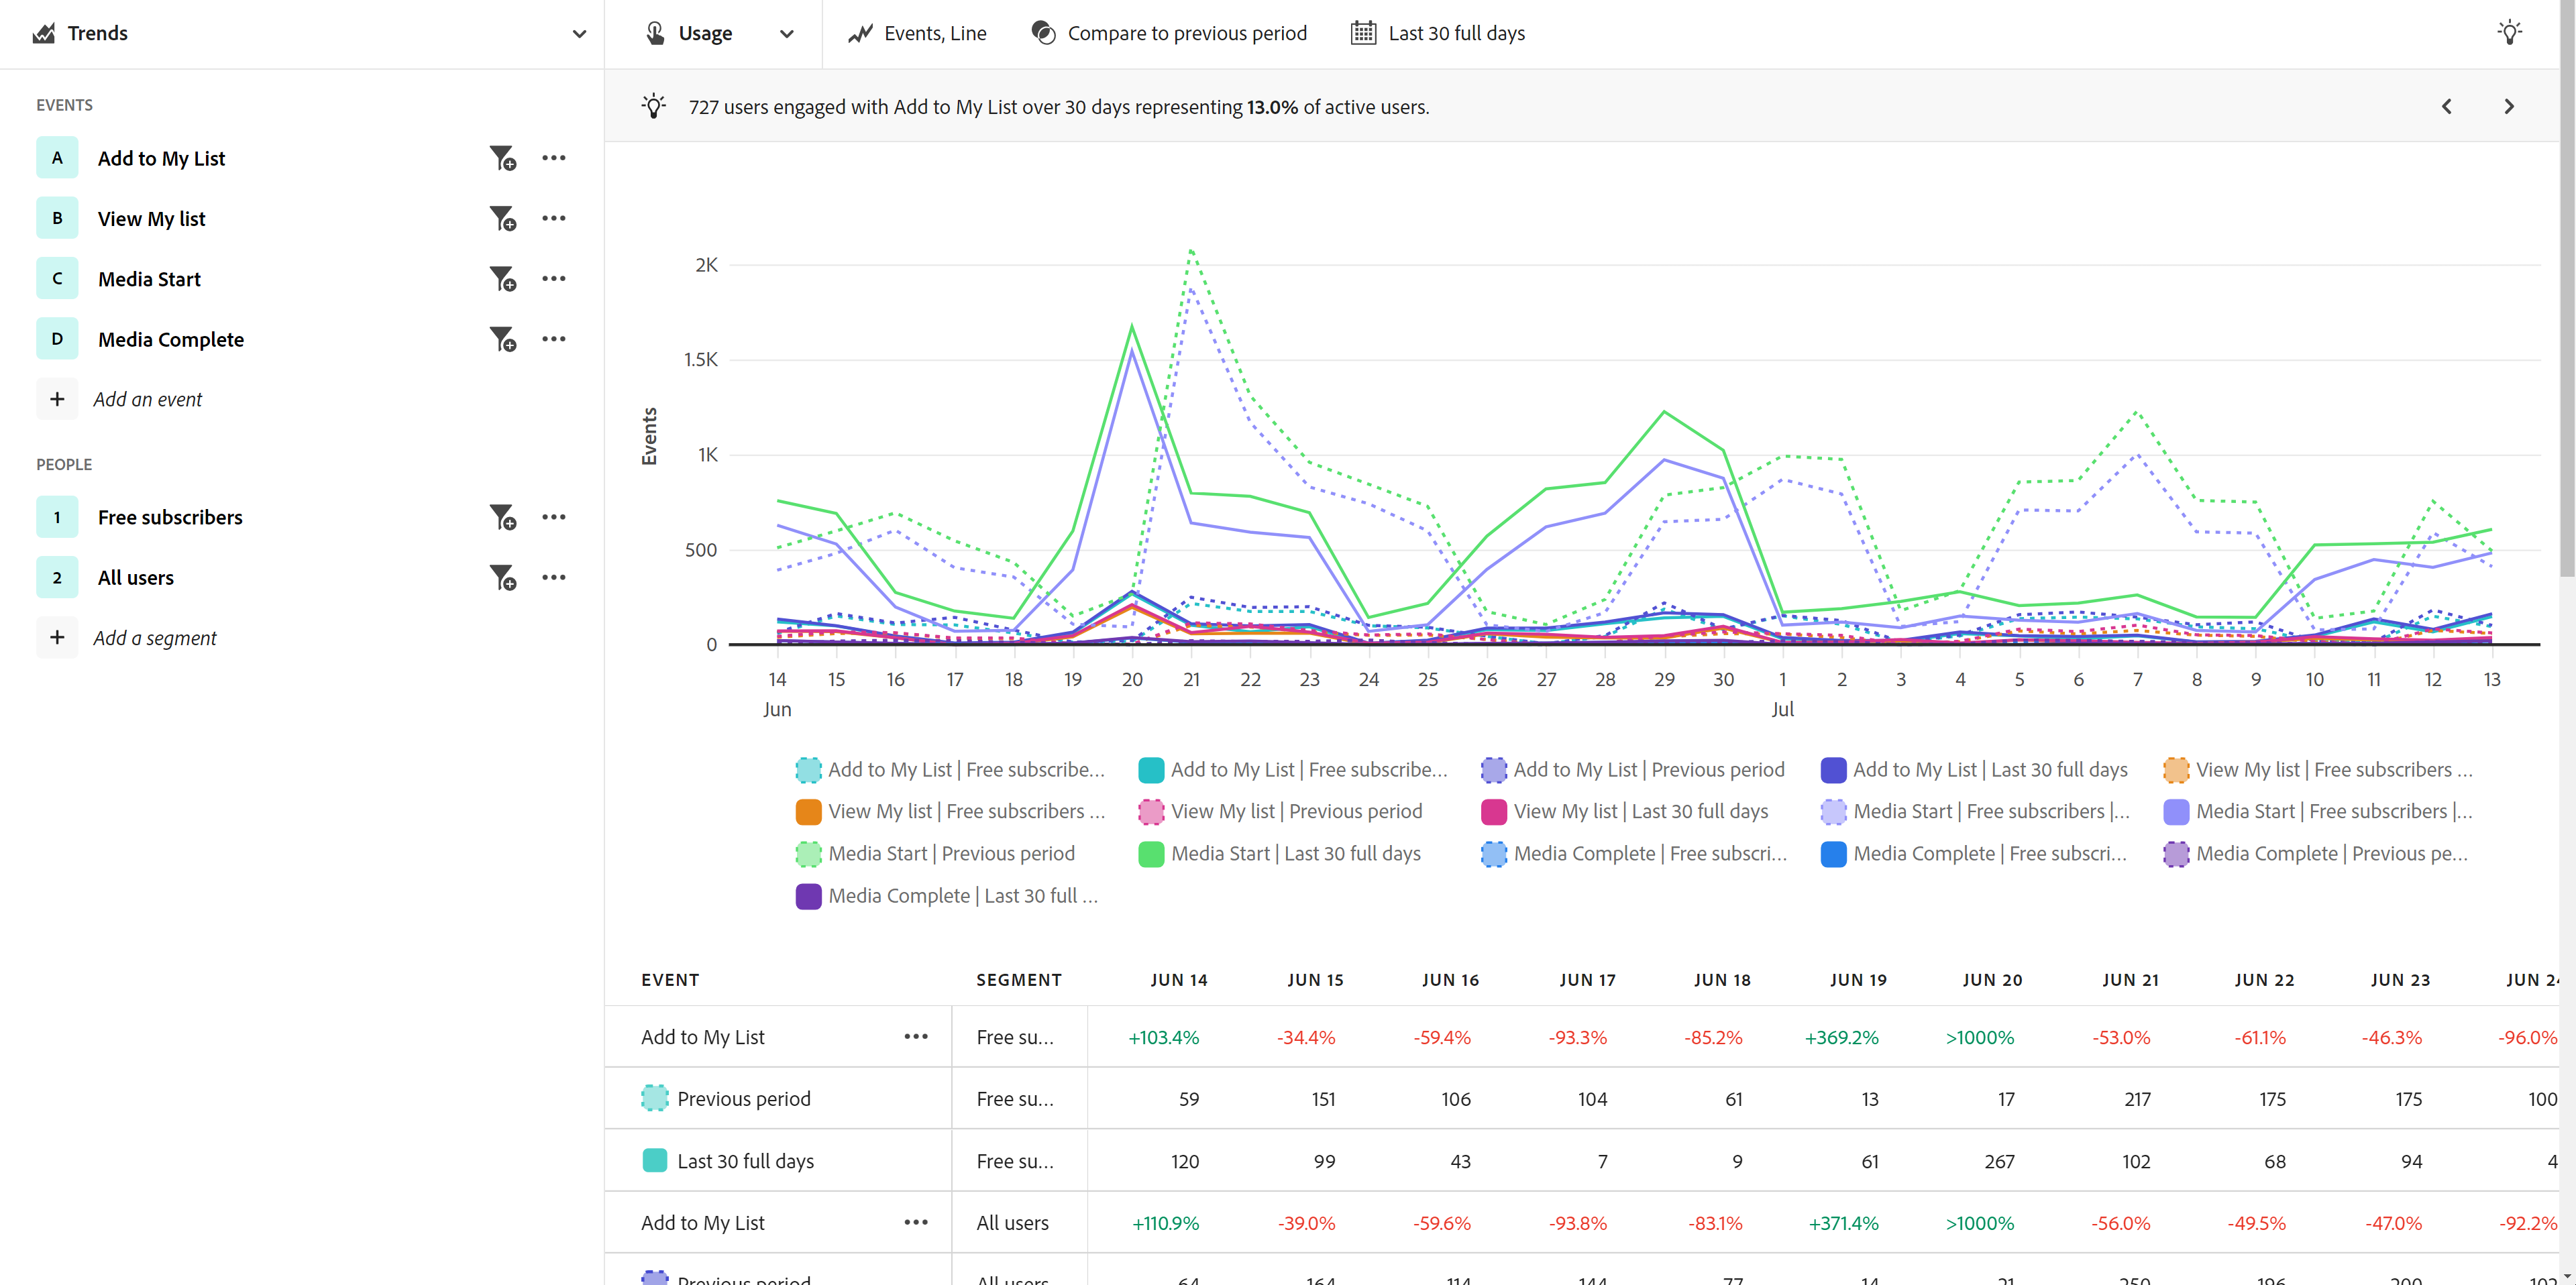 Trends
Usage
Events, Line
Compare to previous period
Last 30 full days
727 users engaged with Add to My List over 30 days representing 13.0% of active users.
EVENTS
A Add to My List
B View My list
C Media Start
D Media Complete
+ Add an event
PEOPLE
1 Free subscribers
2 All users
+ Add a segment
Events
2K
1.5K
1K
500
0
14 15 16 17 18 19 20 21 22 23 24 25 26 27 28 29 30 1 2 3 4 5 6 7 8 9 10 11 12 13
Jun Jul
Add to My List | Free subscribe... Add to My List | Free subscribe... Add to My List | Previous period Add to My List | Last 30 full days View My list | Free subscribers ...
View My list | Free subscribers ... View My list | Previous period View My list | Last 30 full days Media Start | Free subscribers |... Media Start | Free subscribers |...
Media Start | Previous period Media Start | Last 30 full days Media Complete | Free subscri... Media Complete | Free subscri... Media Complete | Previous pe...
Media Complete | Last 30 full ...
EVENT SEGMENT JUN 14 JUN 15 JUN 16 JUN 17 JUN 18 JUN 19 JUN 20 JUN 21 JUN 22 JUN 23 JUN 24
Add to My List Free su... +103.4% -34.4% -59.4% -93.3% -85.2% +369.2% >1000% -53.0% -61.1% -46.3% -96.0%
Previous period Free su... 59 151 106 104 61 13 17 217 175 175 100
Last 30 full days Free su... 120 99 43 7 9 61 267 102 68 94 4
Add to My List All users +110.9% -39.0% -59.6% -93.8% -83.1% +371.4% >1000% -56.0% -49.5% -47.0% -92.2%
Previous period All users 64 164 114 144 77 14 21 250 196 200 102